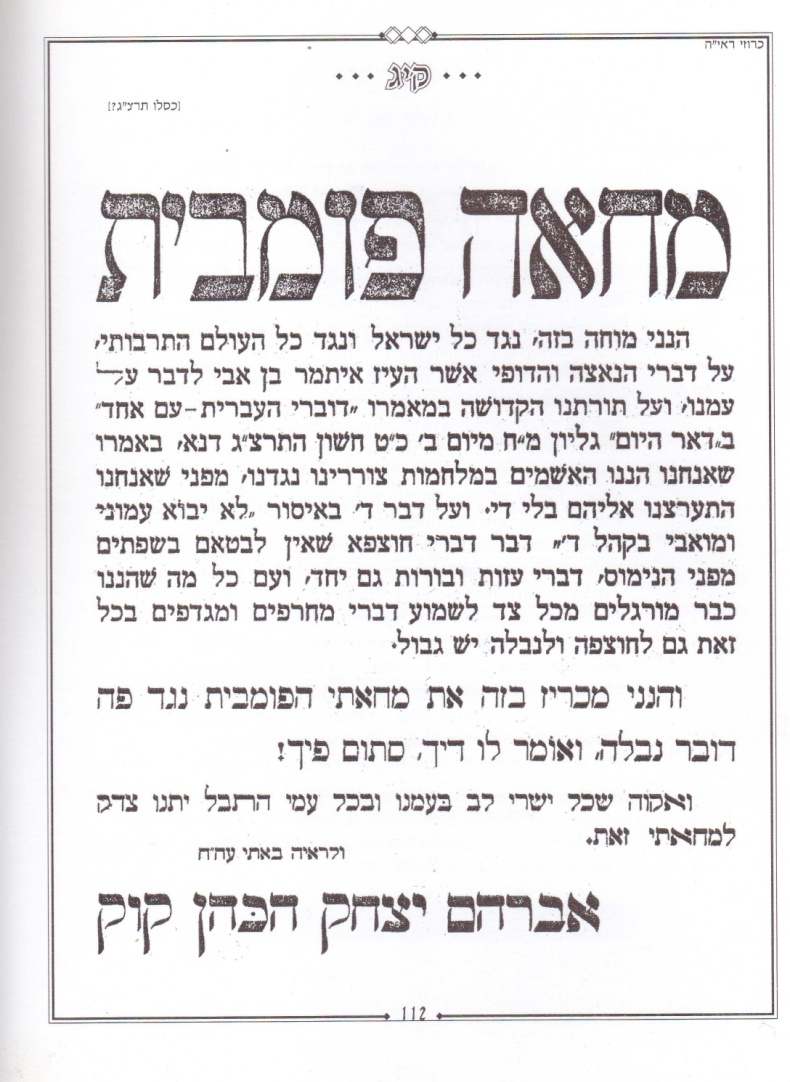 כרוזי ראי"ה
קיג
[כסלו תרצ"ג?]
מחאה פומבית
הנני מוחה בזה, נגד כל ישראל ונגד כל העולם התרבותי,
על דברי הנאצה והדופי אשר העיז איתמר בן אבי לדבר על
עמנו, ועל תורתנו הקדושה במאמרו „דוברי העברית–עם אחד"
ב„דאר היום" גליון מ"ח מיום ב' כ"ט חשון התרצ"ג דנא, באמרו
שאנחנו הננו האשמים במלחמות צוררינו נגדנו, מפני שאנחנו
התערצנו אליהם בלי די. ועל דבר ד' באיסור „לא יבוא עמוני
ומואבי בקהל ד'" דבר דברי חוצפא שאין לבטאם בשפתים
מפני הנימוס, דברי עזות ובורות גם יחד, ועם כל מה שהננו
כבר מורגלים מכל צד לשמוע דברי מחרפים ומגדפים בכל
זאת גם לחוצפה ולנבלה יש גבול.
והנני מכריז בזה את מחאתי הפומבית נגד פה
דובר נבלה, ואומר לו דיך, סתום פיך!
ואקוה שכל ישרי לב בעמנו ובכל עמי התבל יתנו צדק
למחאתי זאת.
ולראיה באתי עה"ח
אברהם יצחק הכהן קוק
112